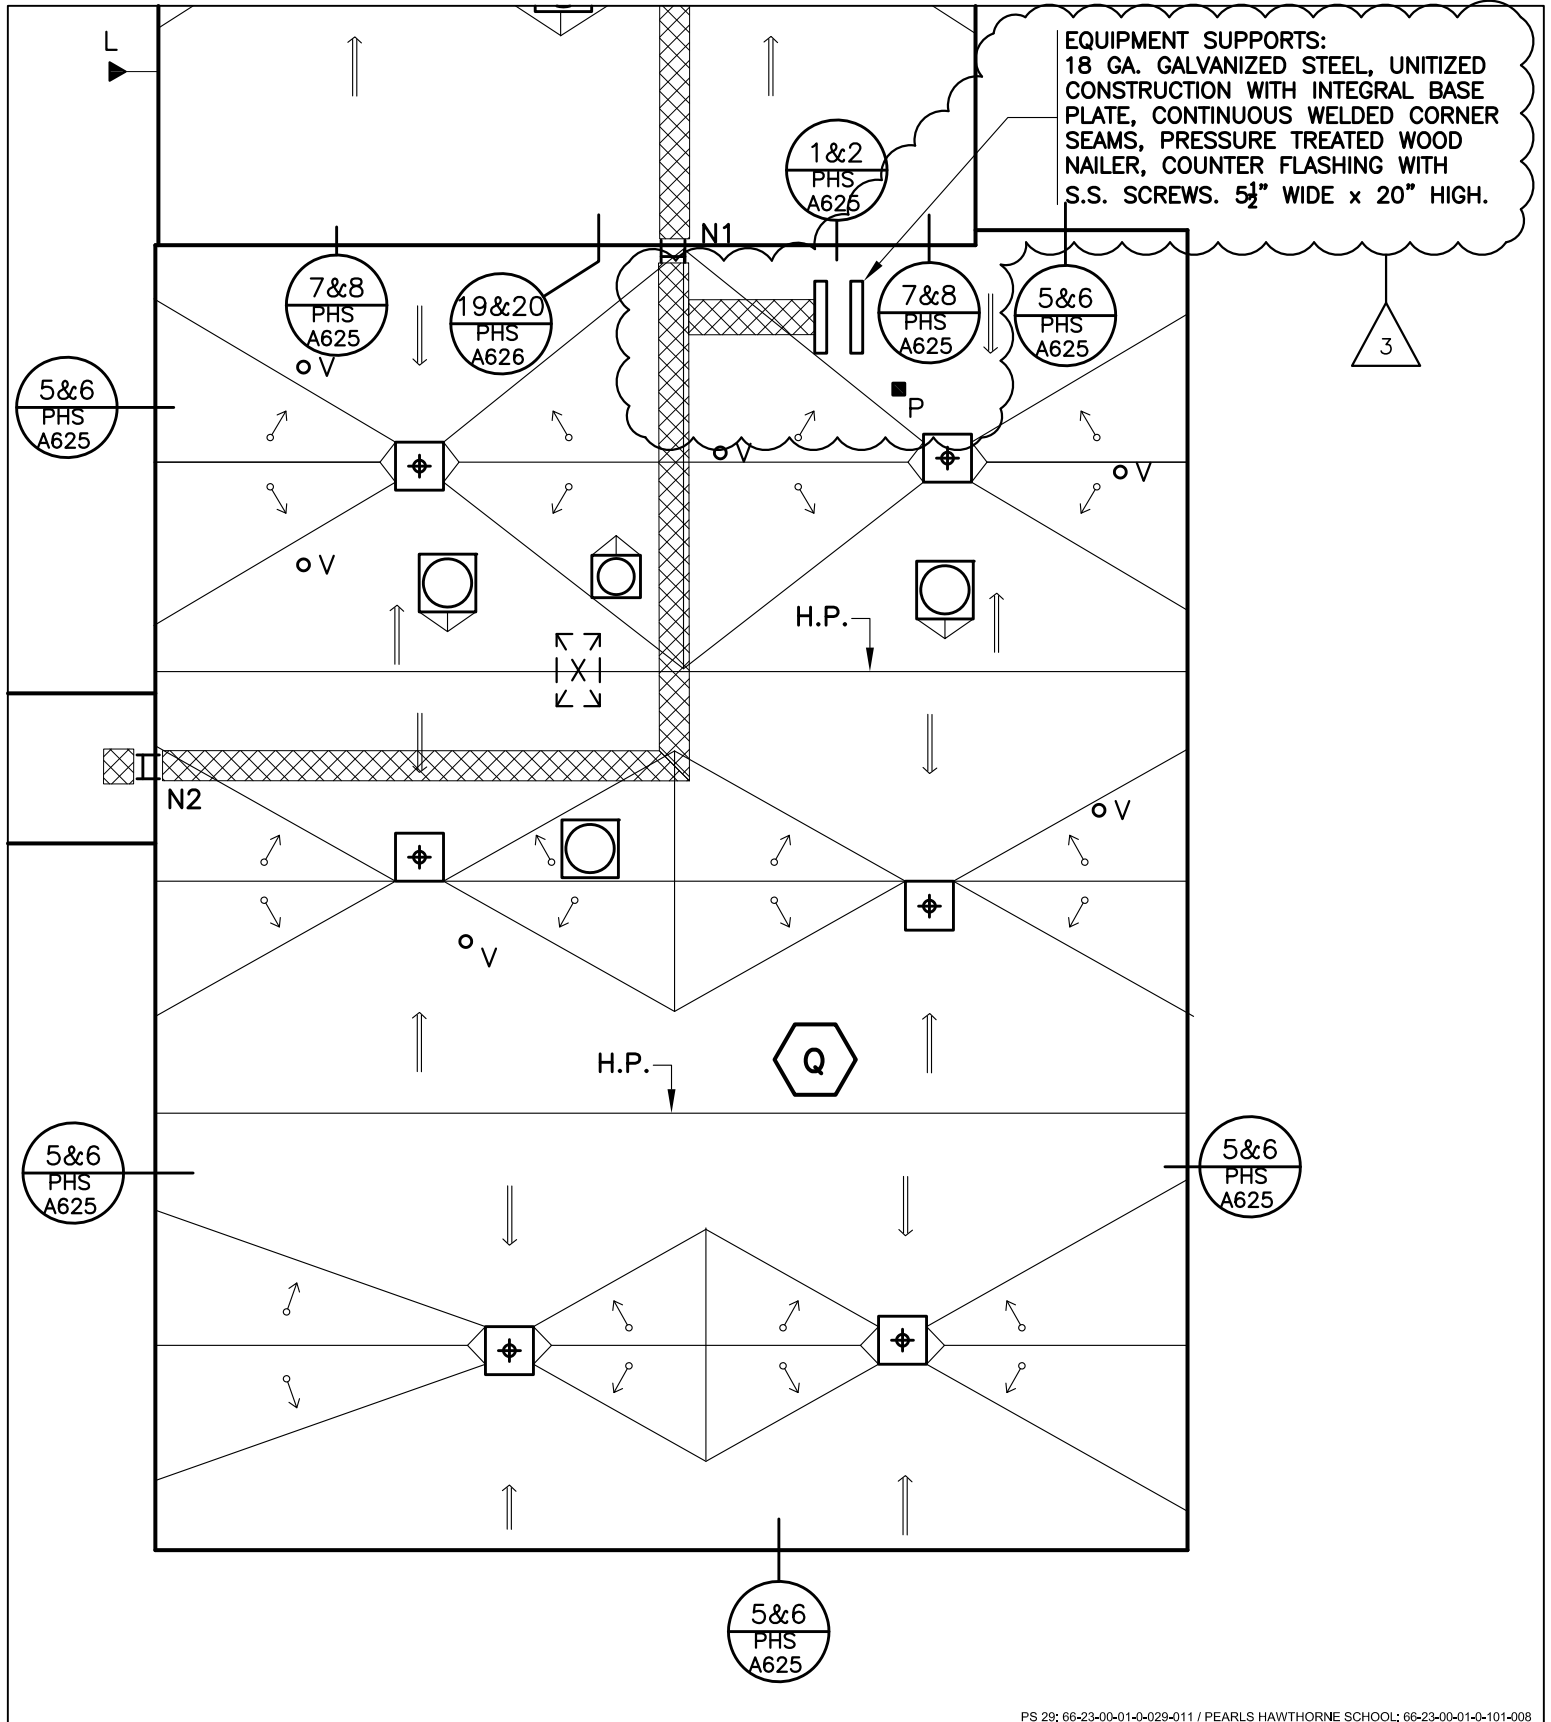 L
EQUIPMENT SUPPORTS:
18 GA. GALVANIZED STEEL, UNITIZED
CONSTRUCTION WITH INTEGRAL BASE
PLATE, CONTINUOUS WELDED CORNER
SEAMS, PRESSURE TREATED WOOD
NAILER, COUNTER FLASHING WITH
S.S. SCREWS. 5½" WIDE x 20" HIGH.
1&2
PHS
A625
N1
7&8
PHS
A625
19&20
PHS
A626
7&8
PHS
A625
5&6
PHS
A625
3
V
5&6
PHS
A625
P
V
V
V
H.P.
X
N2
V
V
H.P.
Q
5&6
PHS
A625
5&6
PHS
A625
5&6
PHS
A625
PS 29: 66-23-00-01-0-029-011 / PEARLS HAWTHORNE SCHOOL: 66-23-00-01-0-101-008